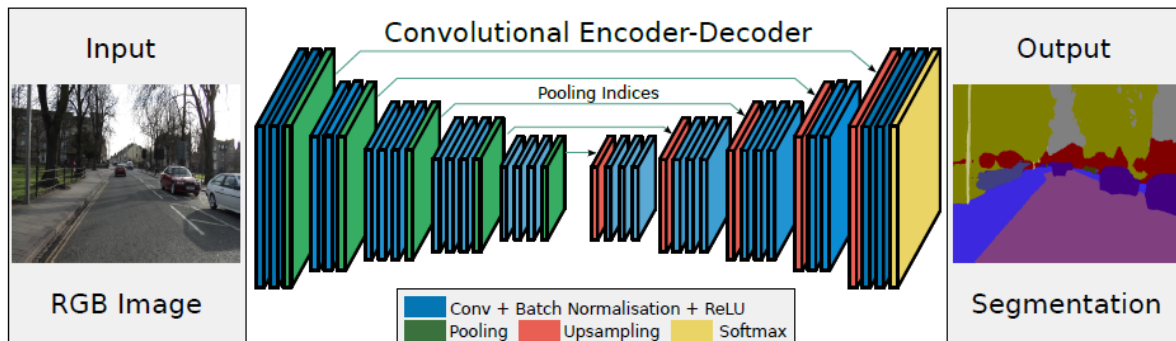 Input
RGB Image
Convolutional Encoder-Decoder
Pooling Indices
Conv + Batch Normalisation + ReLU
Pooling Upsampling Softmax
Output
Segmentation